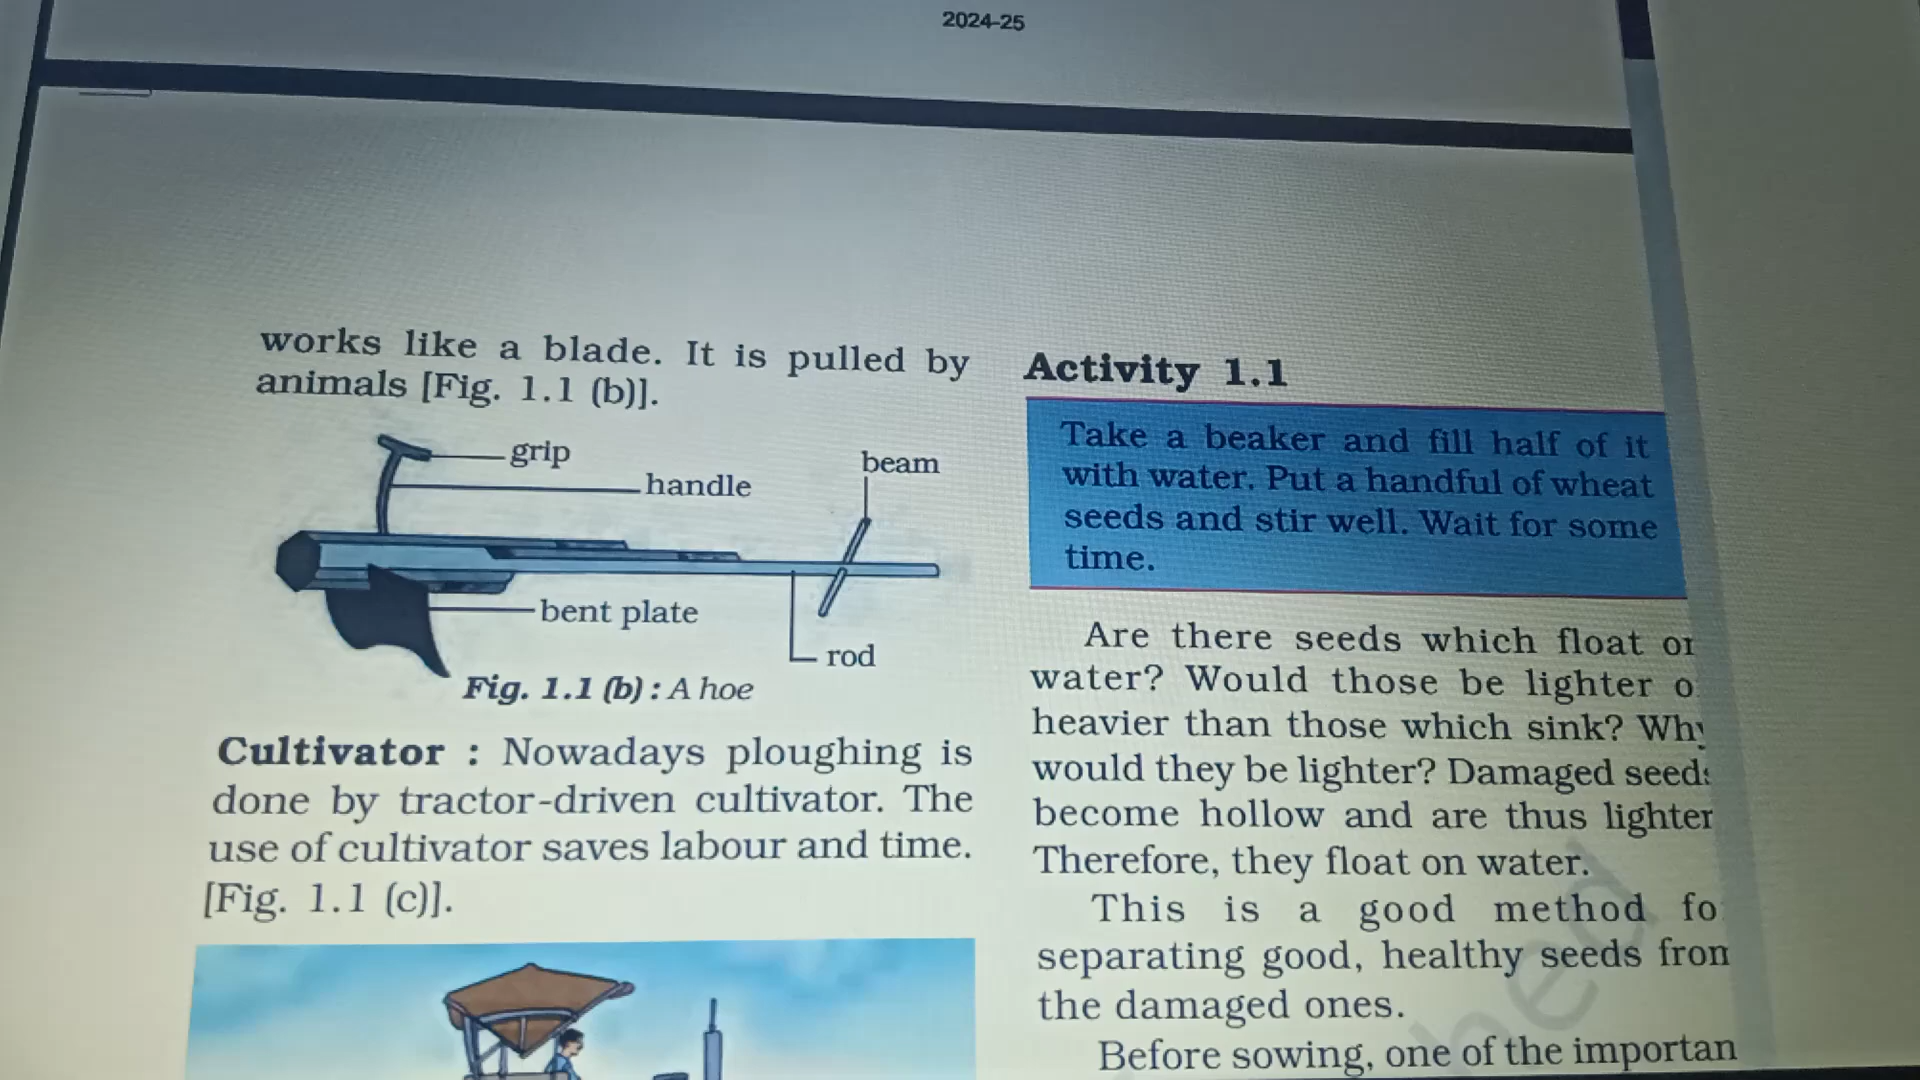 2024-25
works like a blade. It is pulled by
animals [Fig. 1.1 (b)].
grip
handle
beam
bent plate
rod
Fig. 1.1 (b) : A hoe
Cultivator : Nowadays ploughing is
done by tractor-driven cultivator. The
use of cultivator saves labour and time.
[Fig. 1.1 (c)].
Activity 1.1
Take a beaker and fill half of it
with water. Put a handful of wheat
seeds and stir well. Wait for some
time.
Are there seeds which float
water? Would those be lighter
heavier than those which sink?
would they be lighter? Damaged
become hollow and are thus lighter
Therefore, they float on water.
This is a good method
separating good, healthy seeds
the damaged ones.
Before sowing, one of the